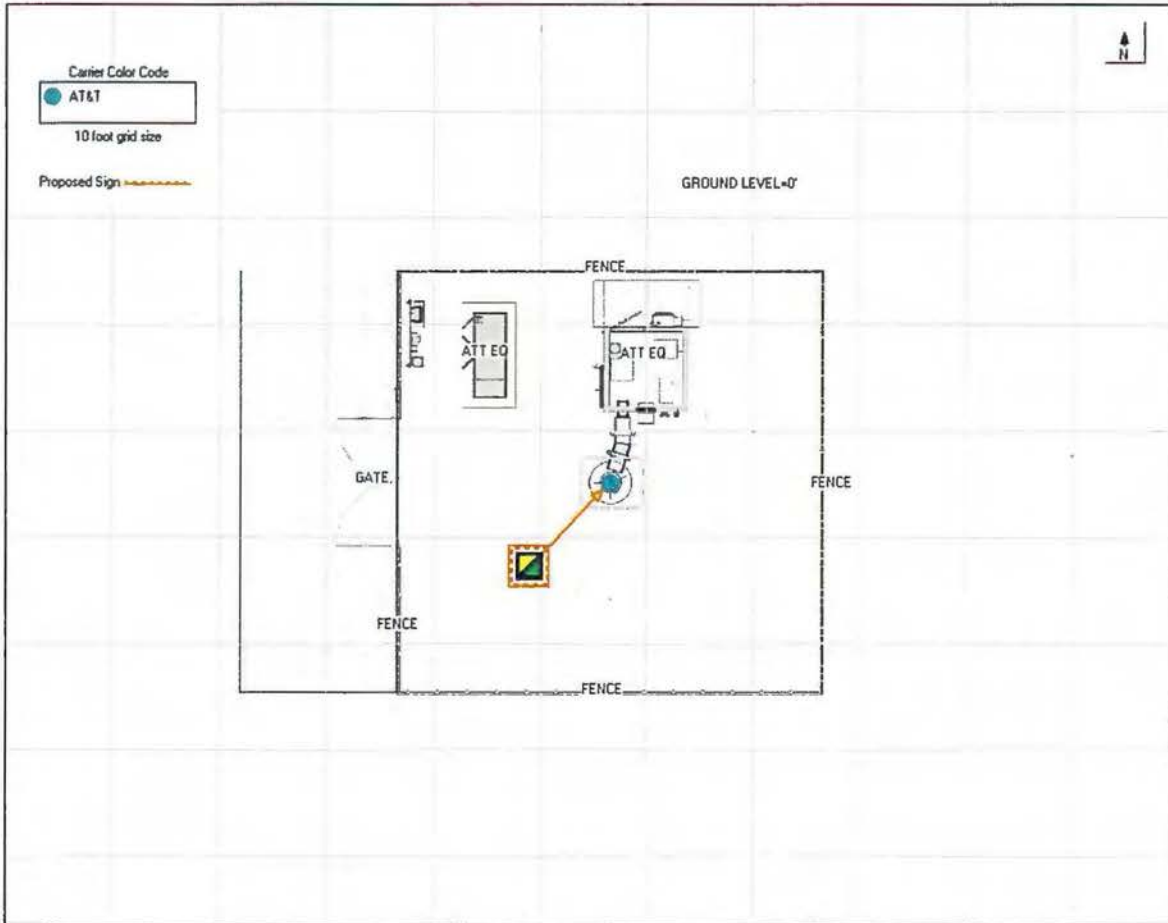 N
Carrier Color Code
AT&T
10 foot grid size
Proposed Sign
GROUND LEVEL=0'
FENCE
ATT EQ
ATT EQ
GATE
FENCE
FENCE
FENCE